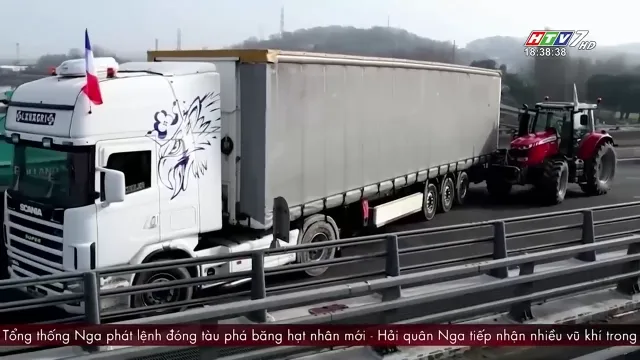 HTV7 HD
18:38:38
LEXAGRI
SCANIA
SUPER
Tổng thống Nga phát lệnh đóng tàu phá băng hạt nhân mới - Hải quân Nga tiếp nhận nhiều vũ khí trong